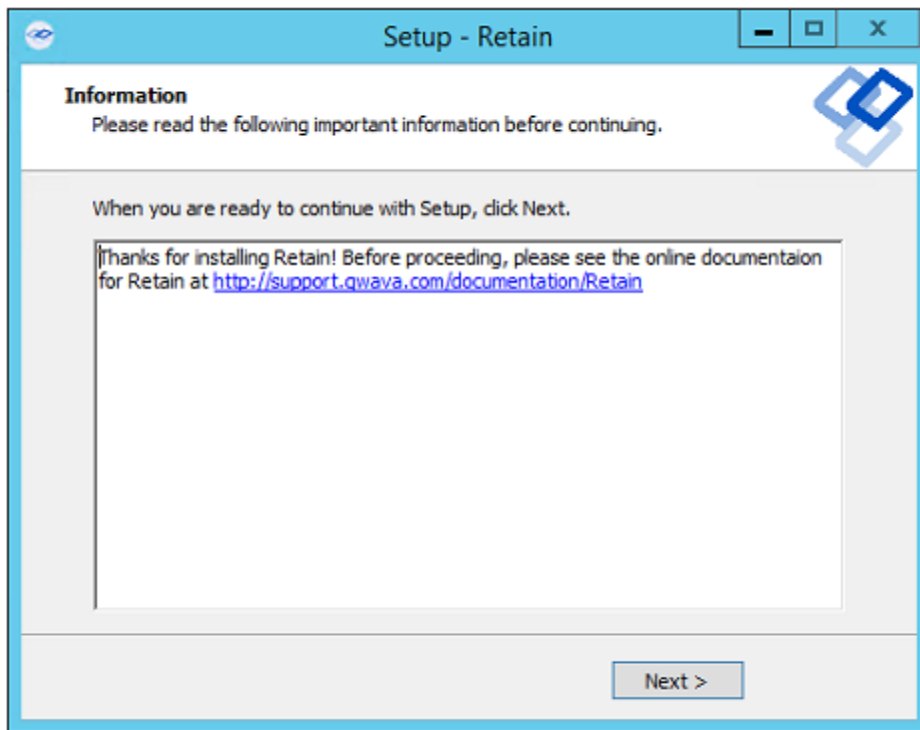 Setup - Retain
Information
Please read the following important information before continuing.
When you are ready to continue with Setup, click Next.
Thanks for installing Retain! Before proceeding, please see the online documentaion
for Retain at http://support.gwava.com/documentation/Retain
Next >